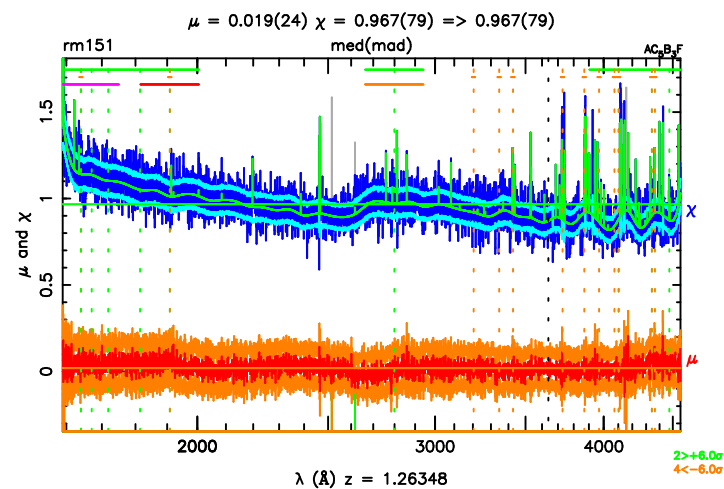 μ = 0.019(24) χ = 0.967(79) => 0.967(79)
rm151 med(mad) AC₅B₃F
1.5
1
0.5
0
μ and χ
χ
μ
2000 3000 4000
λ (Å) z = 1.26348
2>+6.0σ
4<-6.0σ